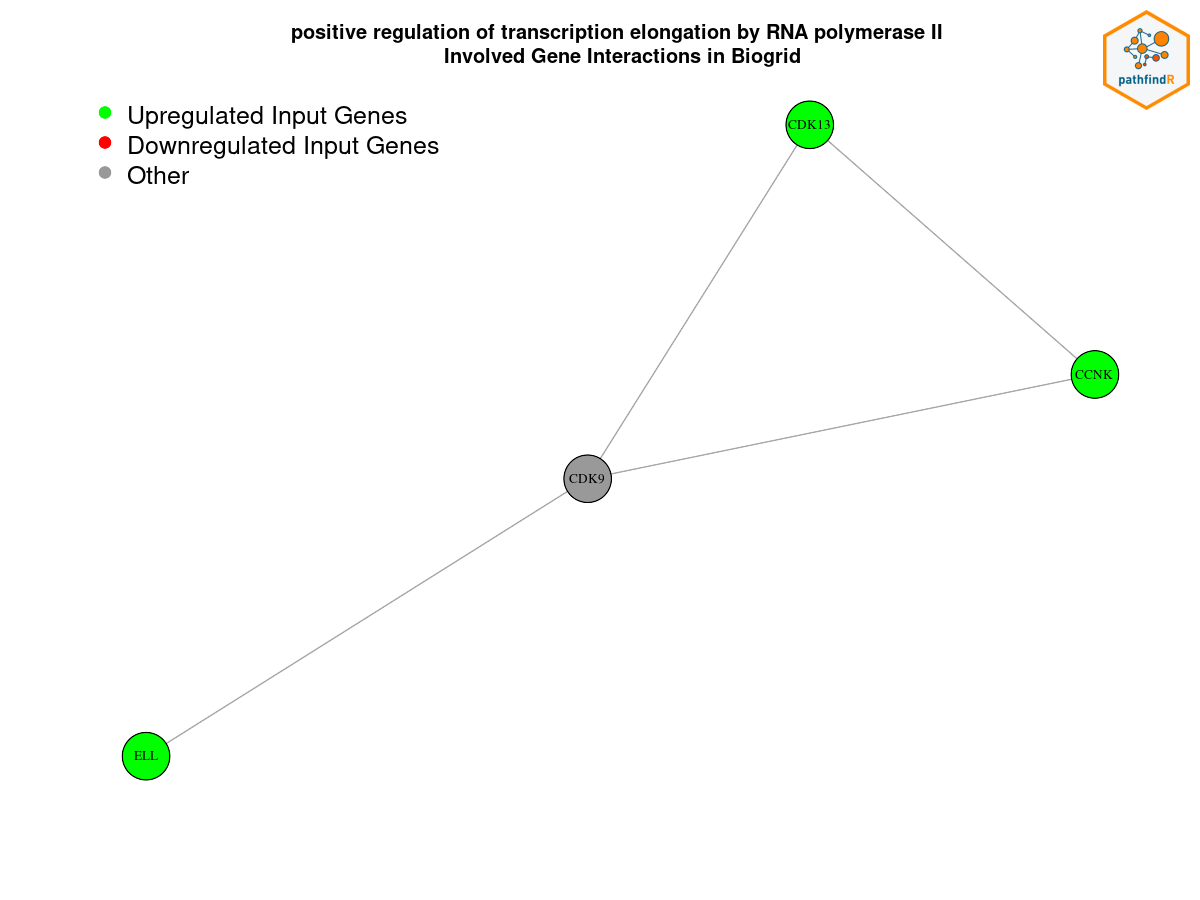 positive regulation of transcription elongation by RNA polymerase II
Involved Gene Interactions in Biogrid
pathfindR
Upregulated Input Genes
Downregulated Input Genes
Other
CDK13
CCNK
CDK9
ELL